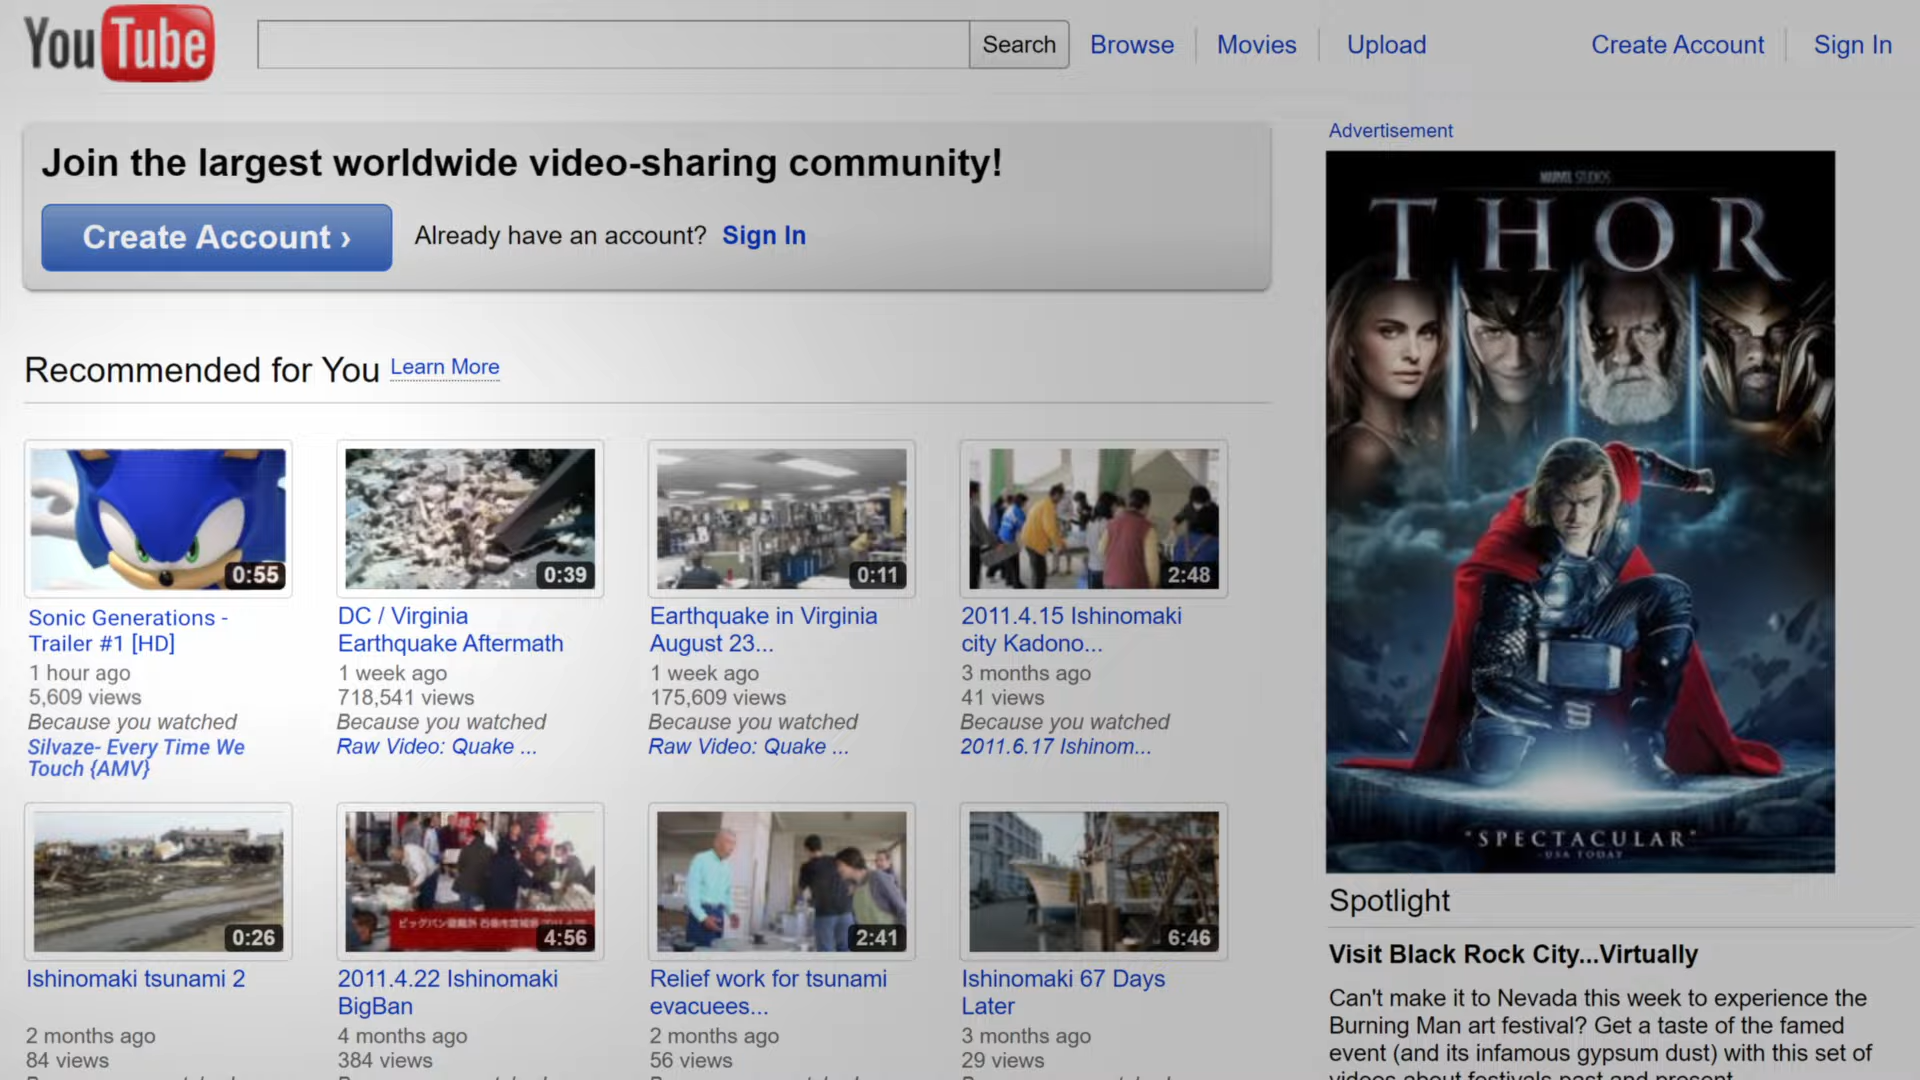 YouTube
Search
Browse
Movies
Upload
Create Account
Sign In
Join the largest worldwide video-sharing community!
Create Account ›
Already have an account? Sign In
Recommended for You Learn More
0:55
0:39
0:11
2:48
Sonic Generations -
Trailer #1 [HD]
1 hour ago
5,609 views
Because you watched
Silvaze- Every Time We
Touch {AMV}
DC / Virginia
Earthquake Aftermath
1 week ago
718,541 views
Because you watched
Raw Video: Quake ...
Earthquake in Virginia
August 23...
1 week ago
175,609 views
Because you watched
Raw Video: Quake ...
2011.4.15 Ishinomaki
city Kadono...
3 months ago
41 views
Because you watched
2011.6.17 Ishinom...
0:26
4:56
2:41
6:46
Ishinomaki tsunami 2
2 months ago
84 views
2011.4.22 Ishinomaki
BigBan
4 months ago
384 views
Relief work for tsunami
evacuees...
2 months ago
56 views
Ishinomaki 67 Days
Later
3 months ago
29 views
Advertisement
MARVEL STUDIOS
THOR
"SPECTACULAR"
-USA TODAY
Spotlight
Visit Black Rock City...Virtually
Can't make it to Nevada this week to experience the
Burning Man art festival? Get a taste of the famed
event (and its infamous gypsum dust) with this set of
videos about festivals past and present